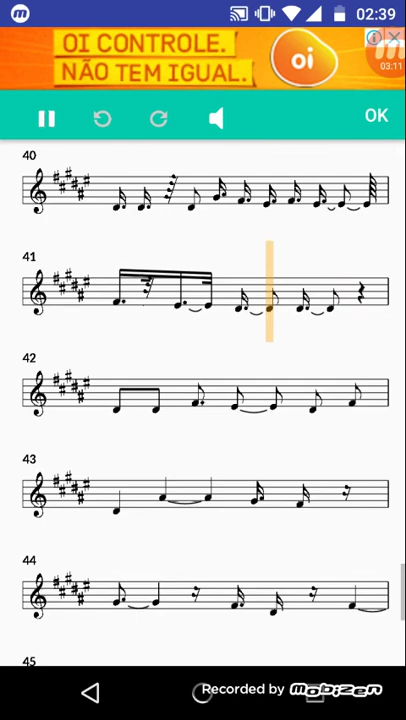 02:39
OI CONTROLE.
NÃO TEM IGUAL.
oi
03:11
OK
40
41
42
43
44
45
Recorded by mobizen